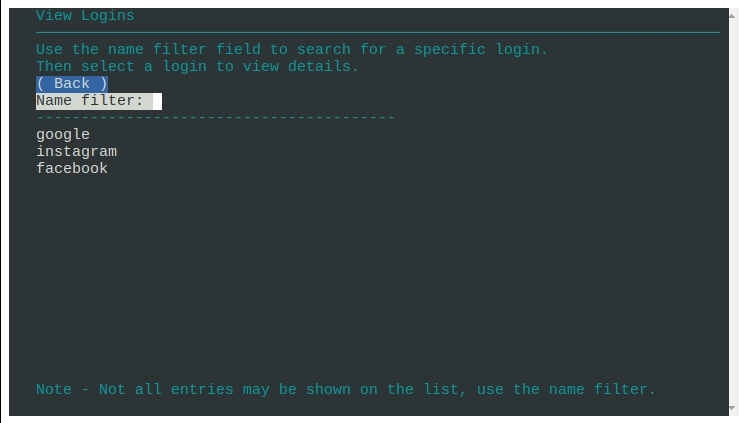 View Logins
Use the name filter field to search for a specific login.
Then select a login to view details.
( Back )
Name filter:
----------------------------------------
google
instagram
facebook
Note - Not all entries may be shown on the list, use the name filter.